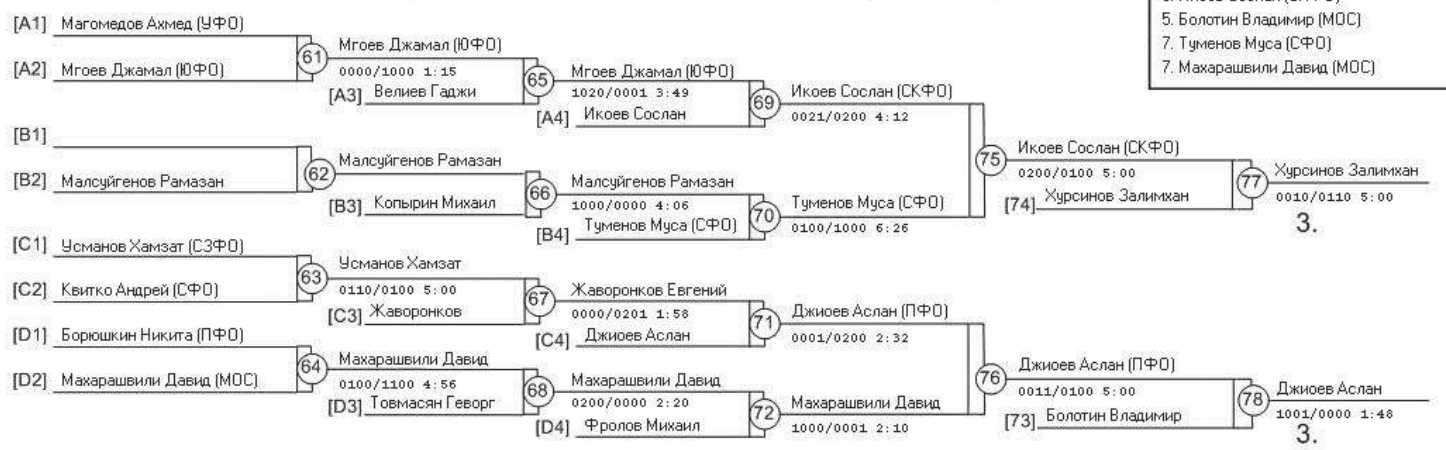 5. Болотин Владимир (МОС)
7. Туменов Муса (СФО)
7. Махарашвили Давид (МОС)
[A1] Магомедов Ахмед (УФО)
61
Мгоев Джамал (ЮФО)
[A2] Мгоев Джамал (ЮФО)
0000/1000 1:15
[A3] Велиев Гаджи
65
Мгоев Джамал (ЮФО)
1020/0001 3:49
[A4] Икоев Сослан
69
Икоев Сослан (СКФО)
0021/0200 4:12
[B1]
[B2] Малсуйгенов Рамазан
62
Малсуйгенов Рамазан
[B3] Копырин Михаил
66
Малсуйгенов Рамазан
1000/0000 4:06
[B4] Туменов Муса (СФО)
70
Туменов Муса (СФО)
0100/1000 6:26
75
Икоев Сослан (СКФО)
0200/0100 5:00
[74] Хурсинов Залимхан
77
Хурсинов Залимхан
0010/0110 5:00
3.
[C1] Усманов Хамзат (СЗФО)
[C2] Квитко Андрей (СФО)
63
Усманов Хамзат
0110/0100 5:00
[C3] Жаворонков
67
Жаворонков Евгений
0000/0201 1:58
[C4] Джиоев Аслан
71
Джиоев Аслан (ПФО)
0001/0200 2:32
[D1] Борюшкин Никита (ПФО)
[D2] Махарашвили Давид (МОС)
64
Махарашвили Давид
0100/1100 4:56
[D3] Товмасян Геворг
68
Махарашвили Давид
0200/0000 2:20
[D4] Фролов Михаил
72
Махарашвили Давид
1000/0001 2:10
76
Джиоев Аслан (ПФО)
0011/0100 5:00
[73] Болотин Владимир
78
Джиоев Аслан
1001/0000 1:48
3.